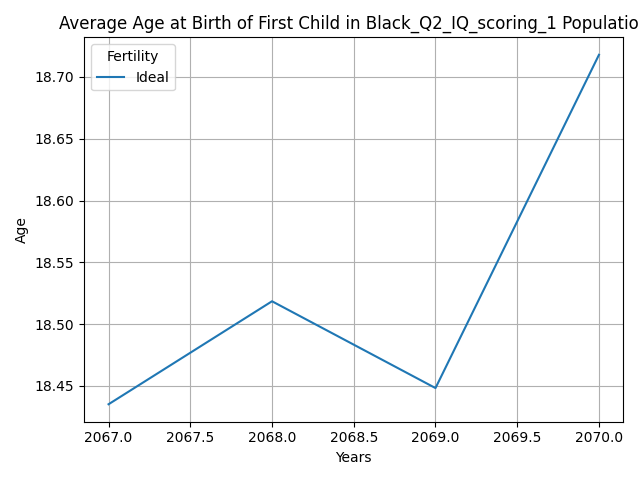 Average Age at Birth of First Child in Black_Q2_IQ_scoring_1 Populatio
Fertility
Ideal
18.70
18.65
18.60
18.55
18.50
18.45
Age
2067.0 2067.5 2068.0 2068.5 2069.0 2069.5 2070.0
Years